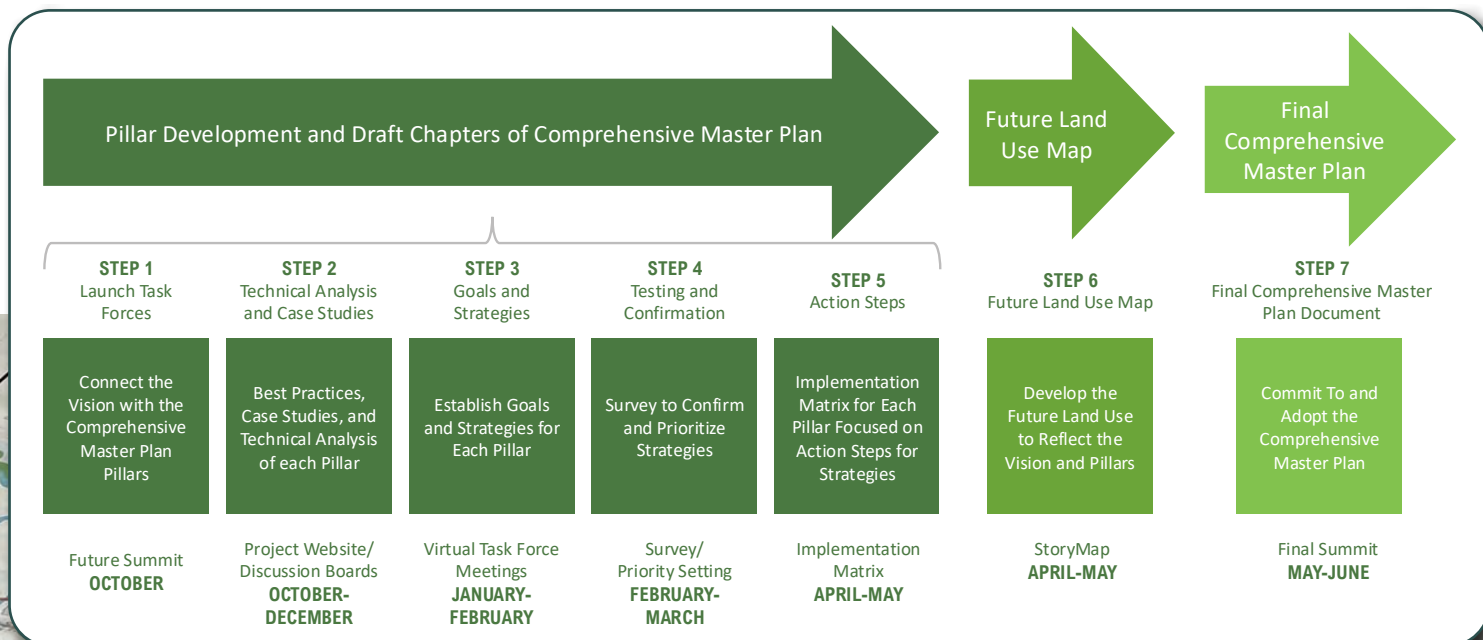 Pillar Development and Draft Chapters of Comprehensive Master Plan
Future Land
Use Map
Final
Comprehensive
Master Plan
STEP 1
Launch Task
Forces
Connect the
Vision with the
Comprehensive
Master Plan
Pillars
Future Summit
OCTOBER
STEP 2
Technical Analysis
and Case Studies
Best Practices,
Case Studies, and
Technical Analysis
of each Pillar
Project Website/
Discussion Boards
OCTOBER-
DECEMBER
STEP 3
Goals and
Strategies
Establish Goals
and Strategies for
Each Pillar
Virtual Task Force
Meetings
JANUARY-
FEBRUARY
STEP 4
Testing and
Confirmation
Survey to Confirm
and Prioritize
Strategies
Survey/
Priority Setting
FEBRUARY-
MARCH
STEP 5
Action Steps
Implementation
Matrix for Each
Pillar Focused on
Action Steps for
Strategies
Implementation
Matrix
APRIL-MAY
STEP 6
Future Land Use Map
Develop the
Future Land Use
to Reflect the
Vision and Pillars
StoryMap
APRIL-MAY
STEP 7
Final Comprehensive Master
Plan Document
Commit To and
Adopt the
Comprehensive
Master Plan
Final Summit
MAY-JUNE